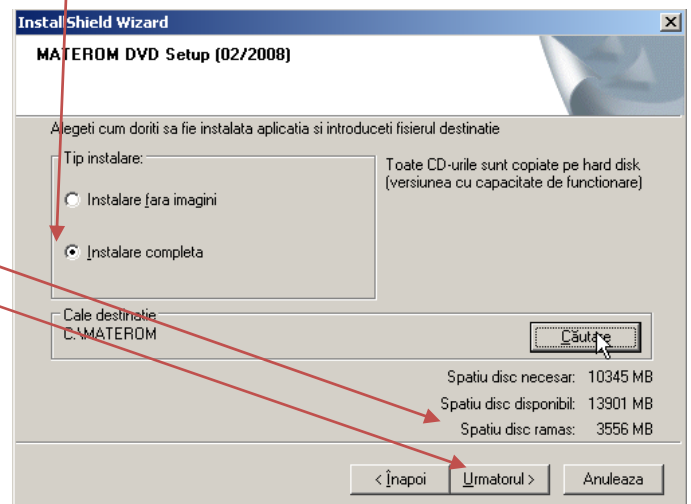 InstallShield Wizard
MATEROM DVD Setup (02/2008)
Alegeti cum doriti sa fie instalata aplicatia si introduceti fisierul destinatie
Tip instalare:
Instalare fara imagini
Instalare completa
Toate CD-urile sunt copiate pe hard disk
(versiunea cu capacitate de functionare)
Cale destinatie
C:\MATEROM
Căutare
Spatiu disc necesar: 10345 MB
Spatiu disc disponibil: 13901 MB
Spatiu disc ramas: 3556 MB
< Înapoi
Urmatorul >
Anuleaza